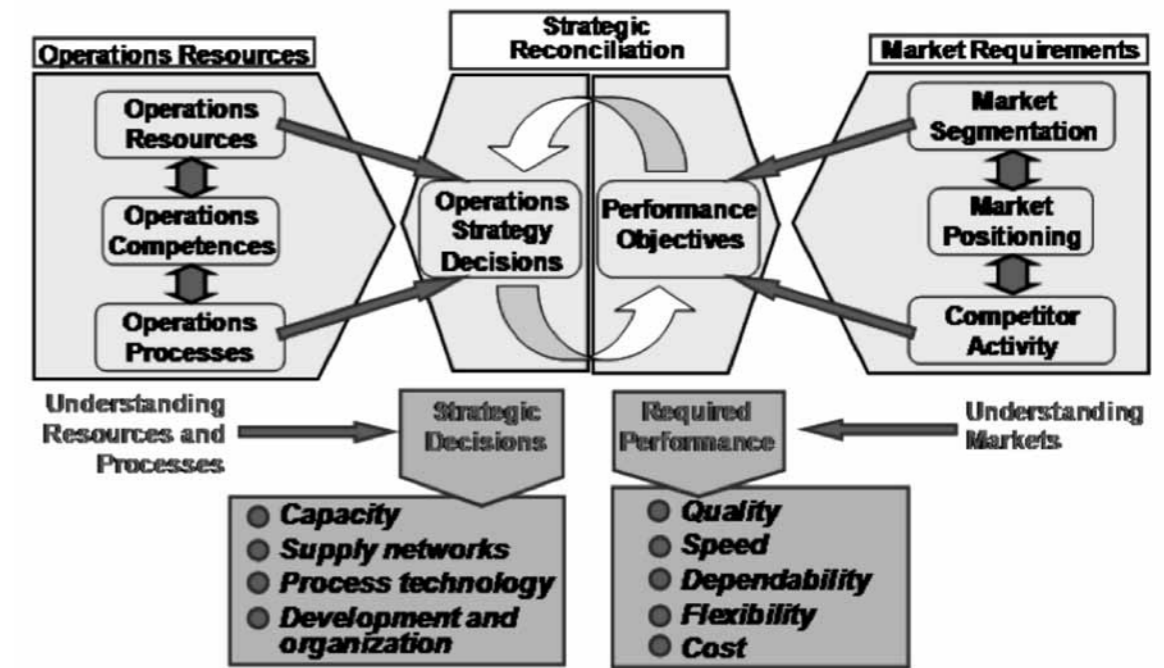 Operations Resources
Strategic
Reconciliation
Market Requirements
Operations
Resources
Operations
Competences
Operations
Processes
Operations
Strategy
Decisions
Performance
Objectives
Market
Segmentation
Market
Positioning
Competitor
Activity
Understanding
Resources and
Processes
Strategic
Decisions
Required
Performance
Understanding
Markets
Capacity
Supply networks
Process technology
Development and
organization
Quality
Speed
Dependability
Flexibility
Cost